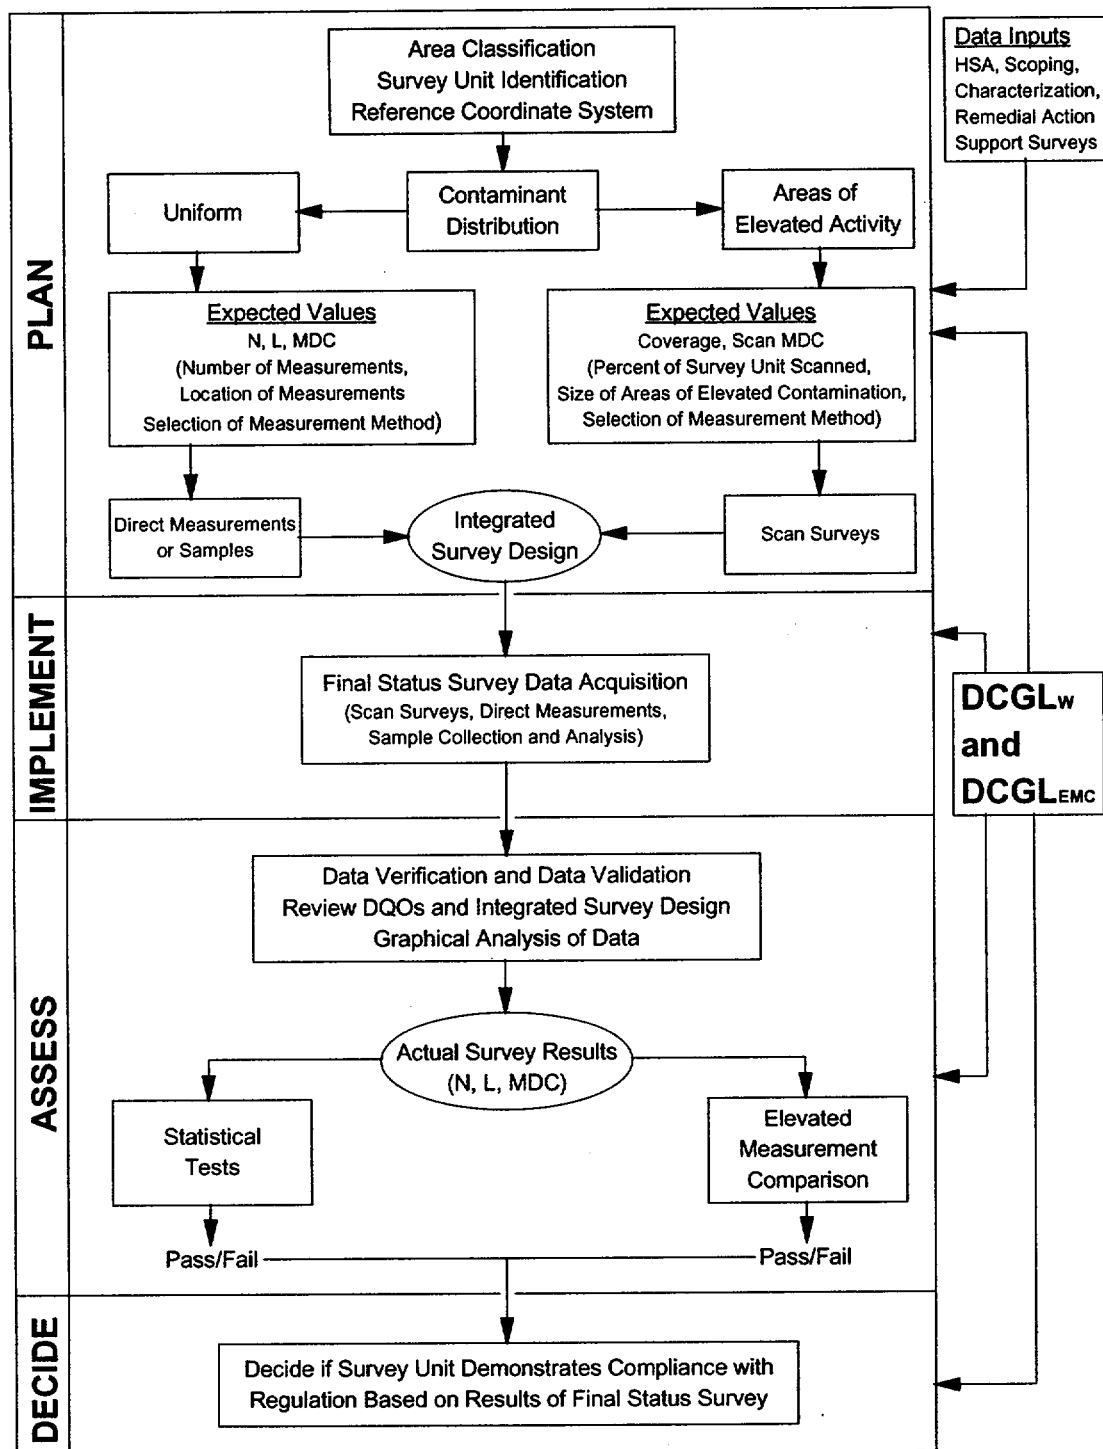 PLAN
Area Classification
Survey Unit Identification
Reference Coordinate System
Data Inputs
HSA, Scoping,
Characterization,
Remedial Action
Support Surveys
Uniform
Contaminant
Distribution
Areas of
Elevated Activity
Expected Values
N, L, MDC
(Number of Measurements,
Location of Measurements
Selection of Measurement Method)
Expected Values
Coverage, Scan MDC
(Percent of Survey Unit Scanned,
Size of Areas of Elevated Contamination,
Selection of Measurement Method)
Direct Measurements
or Samples
Integrated
Survey Design
Scan Surveys
IMPLEMENT
Final Status Survey Data Acquisition
(Scan Surveys, Direct Measurements,
Sample Collection and Analysis)
DCGLW
and
DCGLEMC
ASSESS
Data Verification and Data Validation
Review DQOs and Integrated Survey Design
Graphical Analysis of Data
Actual Survey Results
(N, L, MDC)
Statistical
Tests
Elevated
Measurement
Comparison
Pass/Fail
Pass/Fail
DECIDE
Decide if Survey Unit Demonstrates Compliance with
Regulation Based on Results of Final Status Survey